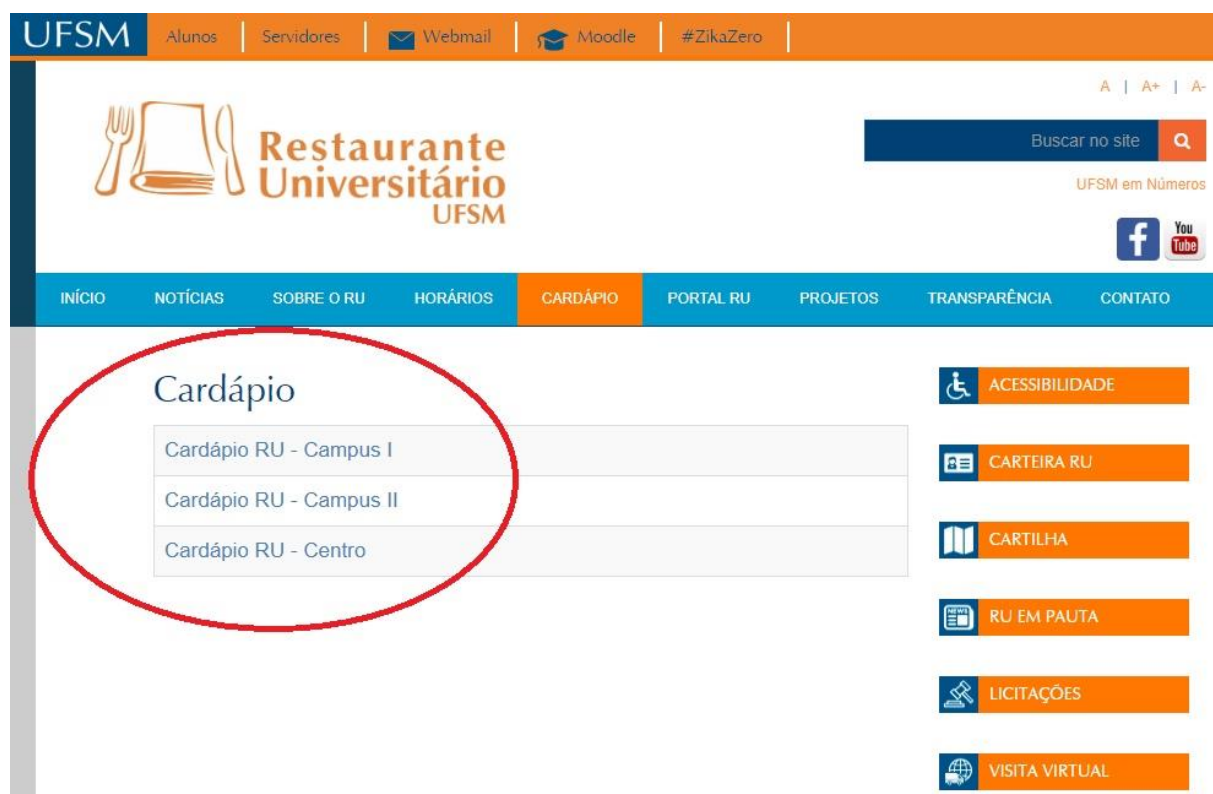 UFSM Alunos Servidores Webmail Moodle #ZikaZero
A | A+ | A-
Restaurante
Universitário
UFSM
Buscar no site
UFSM em Números
You
Tube
INÍCIO NOTÍCIAS SOBRE O RU HORÁRIOS CARDÁPIO PORTAL RU PROJETOS TRANSPARÊNCIA CONTATO
Cardápio
Cardápio RU - Campus I
Cardápio RU - Campus II
Cardápio RU - Centro
ACESSIBILIDADE
CARTEIRA RU
CARTILHA
NEWS
RU EM PAUTA
LICITAÇÕES
VISITA VIRTUAL